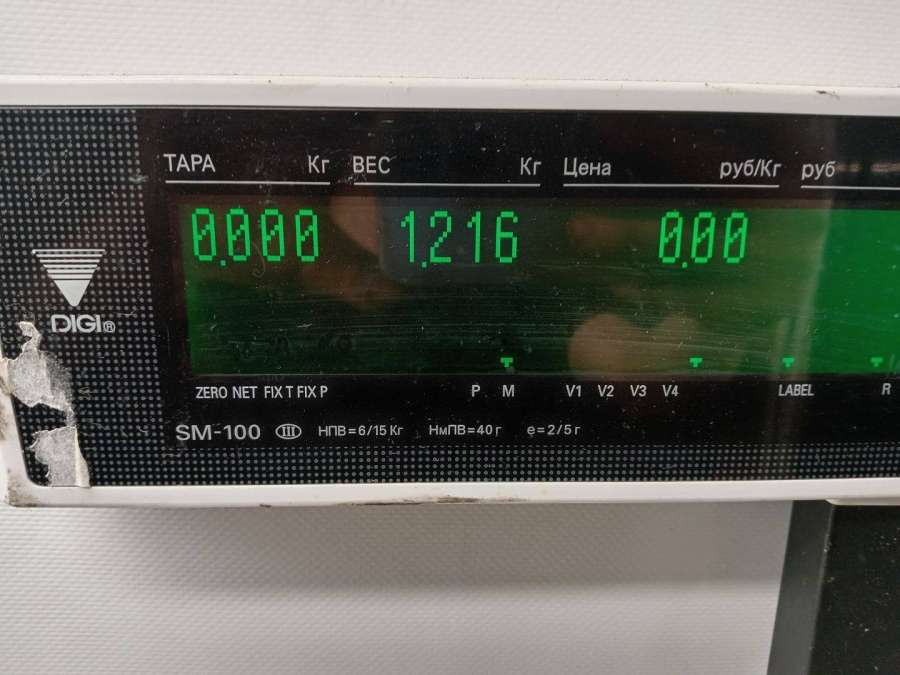 ТАРА Кг ВЕС Кг Цена руб/Кг руб
0.000 1.216 0.00
DIGI®
ZERO NET FIX T FIX P P M V1 V2 V3 V4 LABEL R
SM-100 III НПВ=6/15 Кг НмПВ=40 г е=2/5 г